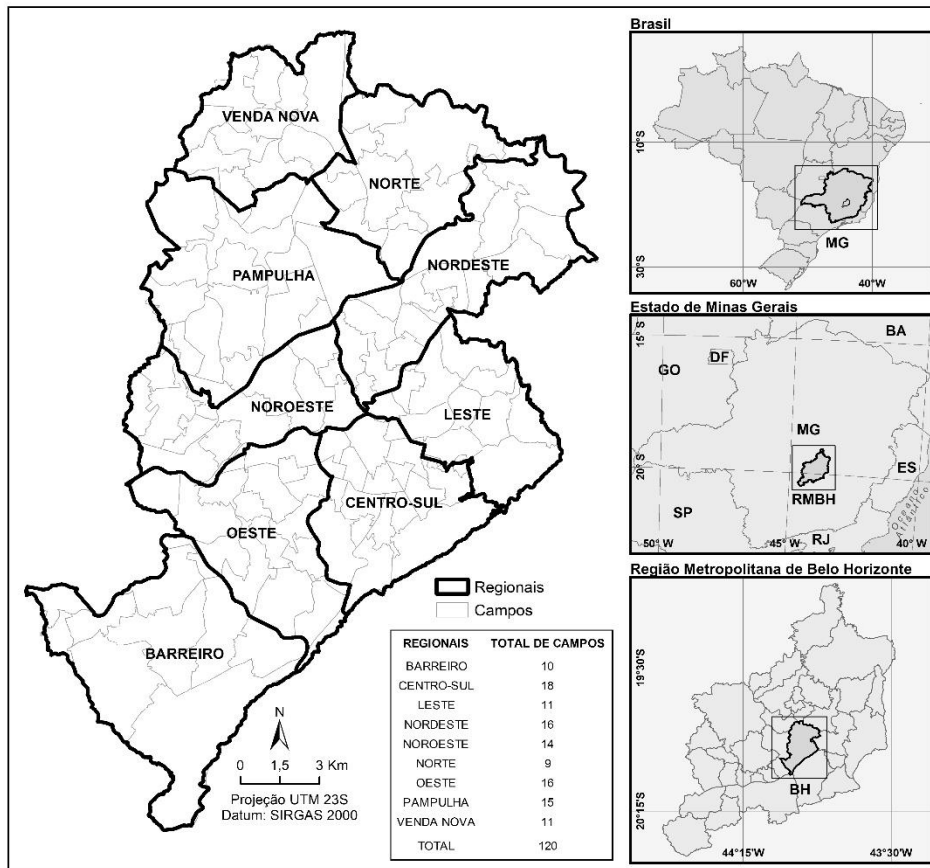 VENDA NOVA
NORTE
PAMPULHA
NORDESTE
NOROESTE
LESTE
CENTRO-SUL
OESTE
BARREIRO
Regionais
Campos
N
0 1,5 3 Km
Projeção UTM 23S
Datum: SIRGAS 2000
REGIONAIS TOTAL DE CAMPOS
BARREIRO 10
CENTRO-SUL 18
LESTE 11
NORDESTE 16
NOROESTE 14
NORTE 9
OESTE 16
PAMPULHA 15
VENDA NOVA 11
TOTAL 120
Brasil
10°S
30°S
MG
60°W 40°W
Estado de Minas Gerais
15° S
BA
DF
GO
MG
20° S
ES
RMBH
SP
Oceano
Atlântico
RJ
50° W 45° W 40° W
Região Metropolitana de Belo Horizonte
19°30'S
BH
20°15'S
44°15'W 43°30'W